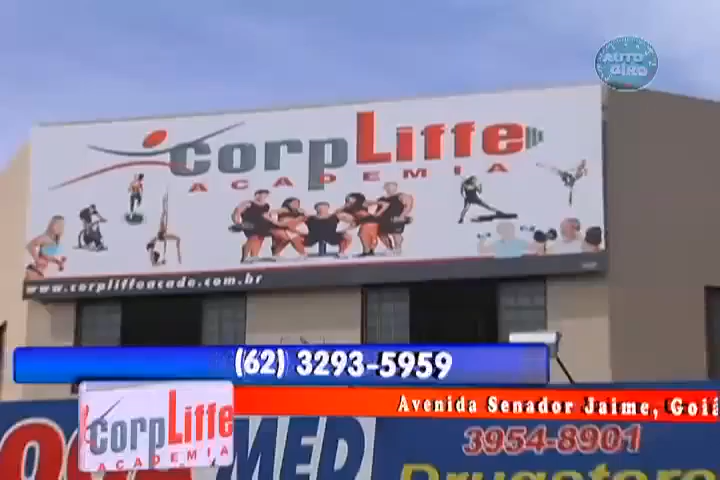 AUTO
GIRO
corpLiffe
ACADEMIA
www.corpliffeacade.com.br
(62) 3293-5959
Avenida Senador Jaime, Goiâ
corpLiffe
ACADEMIA
MED
3954-8901